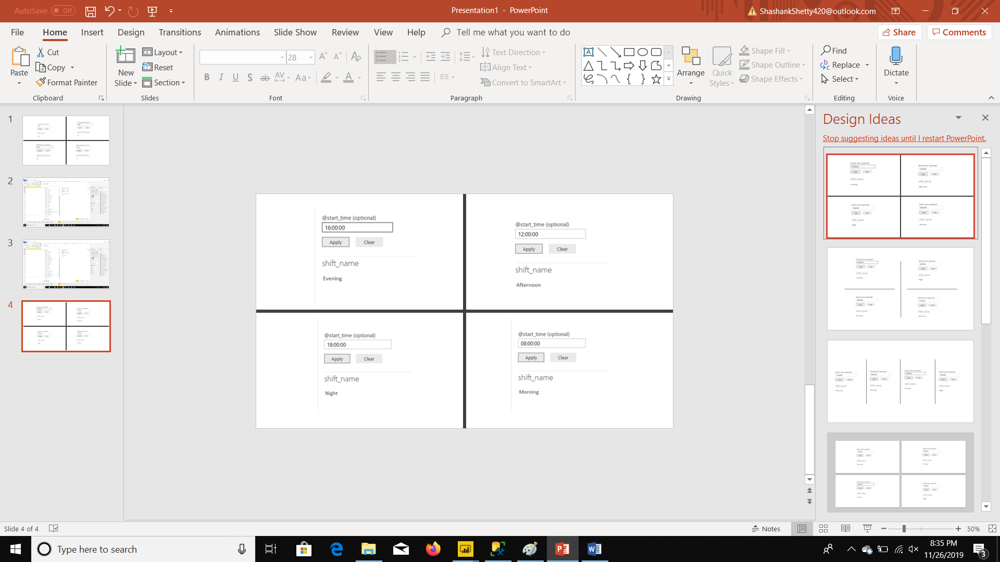 AutoSave Off
Presentation1 - PowerPoint
ShashankShetty420@outlook.com
File Home Insert Design Transitions Animations Slide Show Review View Help Tell me what you want to do
Share Comments
Paste
Cut
Copy
Format Painter
Clipboard
New
Slide
Layout
Reset
Section
Slides
28
B I U S ab AV Aa A
Font
Text Direction
Align Text
Convert to SmartArt
Paragraph
Arrange
Quick
Styles
Shape Fill
Shape Outline
Shape Effects
Drawing
Find
Replace
Select
Editing
Dictate
Voice
1
2
3
4
@start_time (optional)
16:00:00
Apply Clear
shift_name
Evening
@start_time (optional)
12:00:00
Apply Clear
shift_name
Afternoon
@start_time (optional)
18:00:00
Apply Clear
shift_name
Night
@start_time (optional)
08:00:00
Apply Clear
shift_name
Morning
Design Ideas
Stop suggesting ideas until I restart PowerPoint.
Slide 4 of 4
Notes
50%
Type here to search
8:35 PM
11/26/2019
3